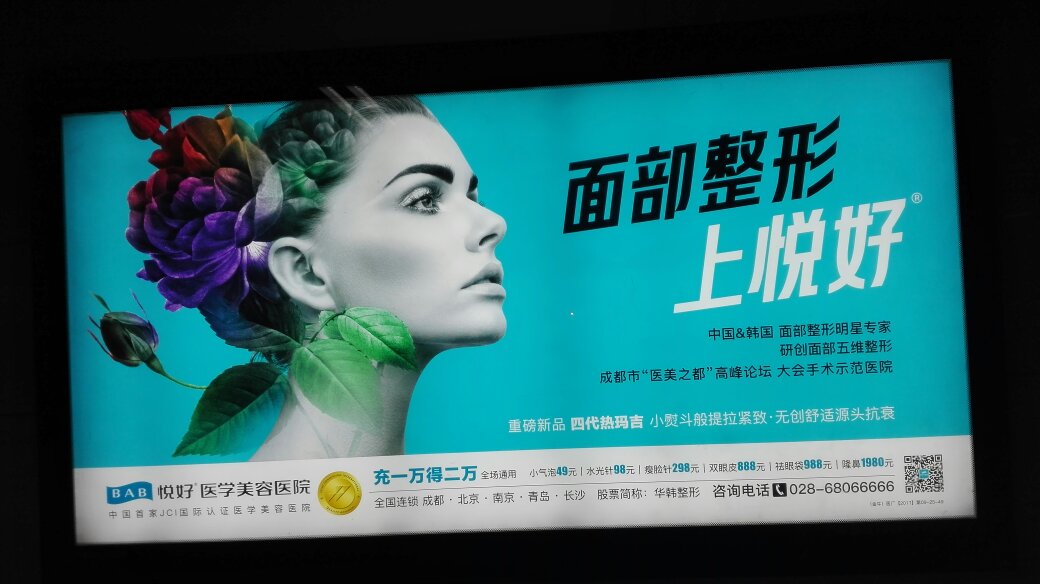 面部整形
上悦好®
中国&韩国 面部整形明星专家
研创面部五维整形
成都市“医美之都”高峰论坛 大会手术示范医院
重磅新品 四代热玛吉 小熨斗般提拉紧致·无创舒适源头抗衰
BAB 悦好®医学美容医院
中国首家JCI国际认证医学美容医院
充一万得二万 全场通用 小气泡49元 | 水光针98元 | 瘦脸针298元 | 双眼皮888元 | 祛眼袋988元 | 隆鼻1980元
全国连锁 成都·北京·南京·青岛·长沙 股票简称：华韩整形 咨询电话 028-68066666